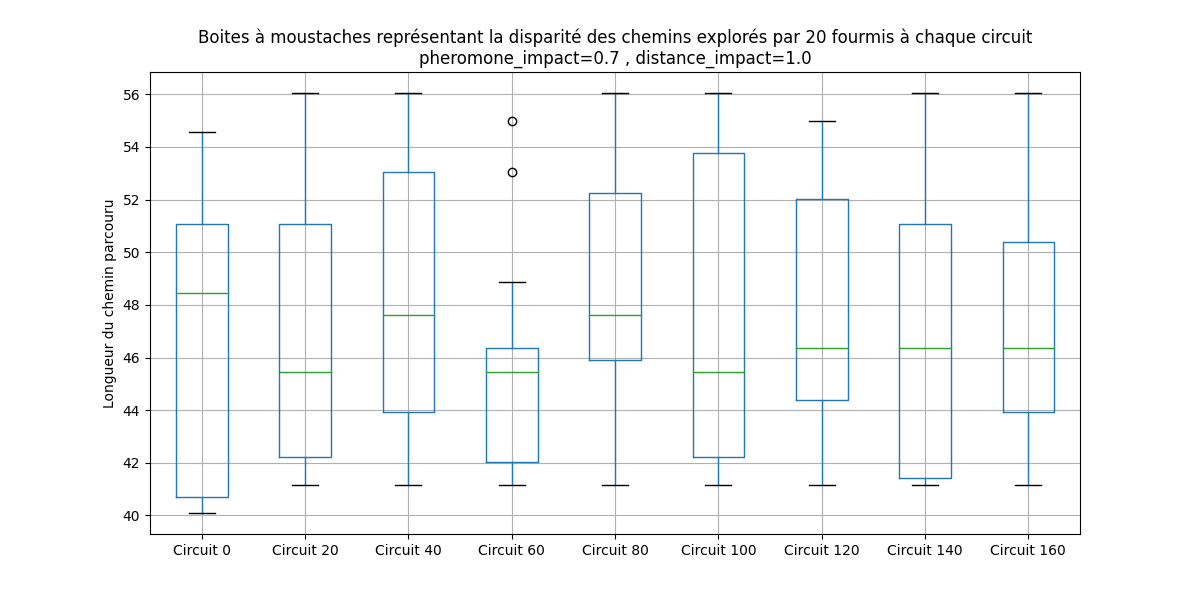 Boites à moustaches représentant la disparité des chemins explorés par 20 fourmis à chaque circuit
pheromone_impact=0.7 , distance_impact=1.0
Longueur du chemin parcouru
56
54
52
50
48
46
44
42
40
Circuit 0
Circuit 20
Circuit 40
Circuit 60
Circuit 80
Circuit 100
Circuit 120
Circuit 140
Circuit 160